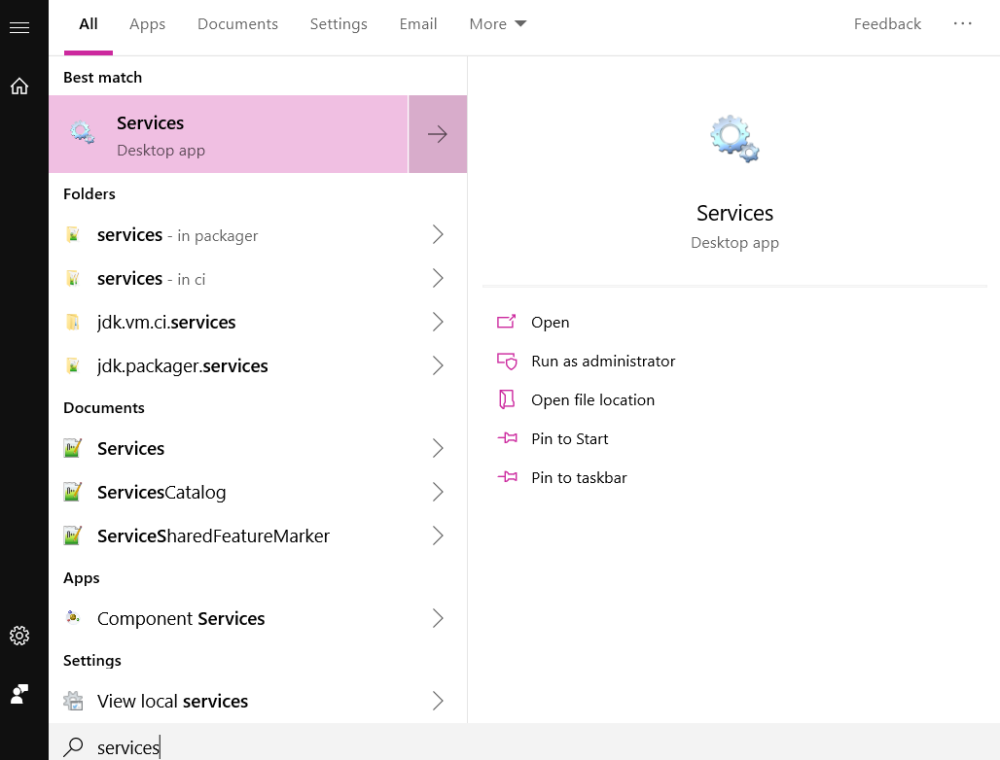 All Apps Documents Settings Email More Feedback ···
Best match
Services
Desktop app
Folders
services - in packager
services - in ci
jdk.vm.ci.services
jdk.packager.services
Documents
Services
ServicesCatalog
ServiceSharedFeatureMarker
Apps
Component Services
Settings
View local services
services
Services
Desktop app
Open
Run as administrator
Open file location
Pin to Start
Pin to taskbar